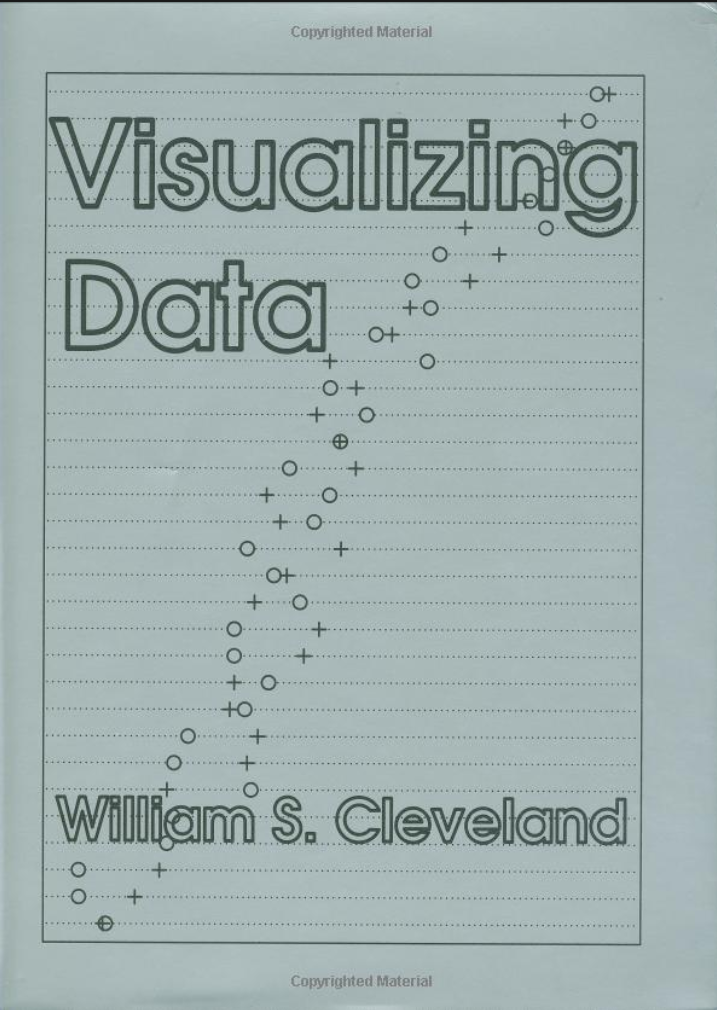 Copyrighted Material
Visualizing
Data
William S. Cleveland
Copyrighted Material